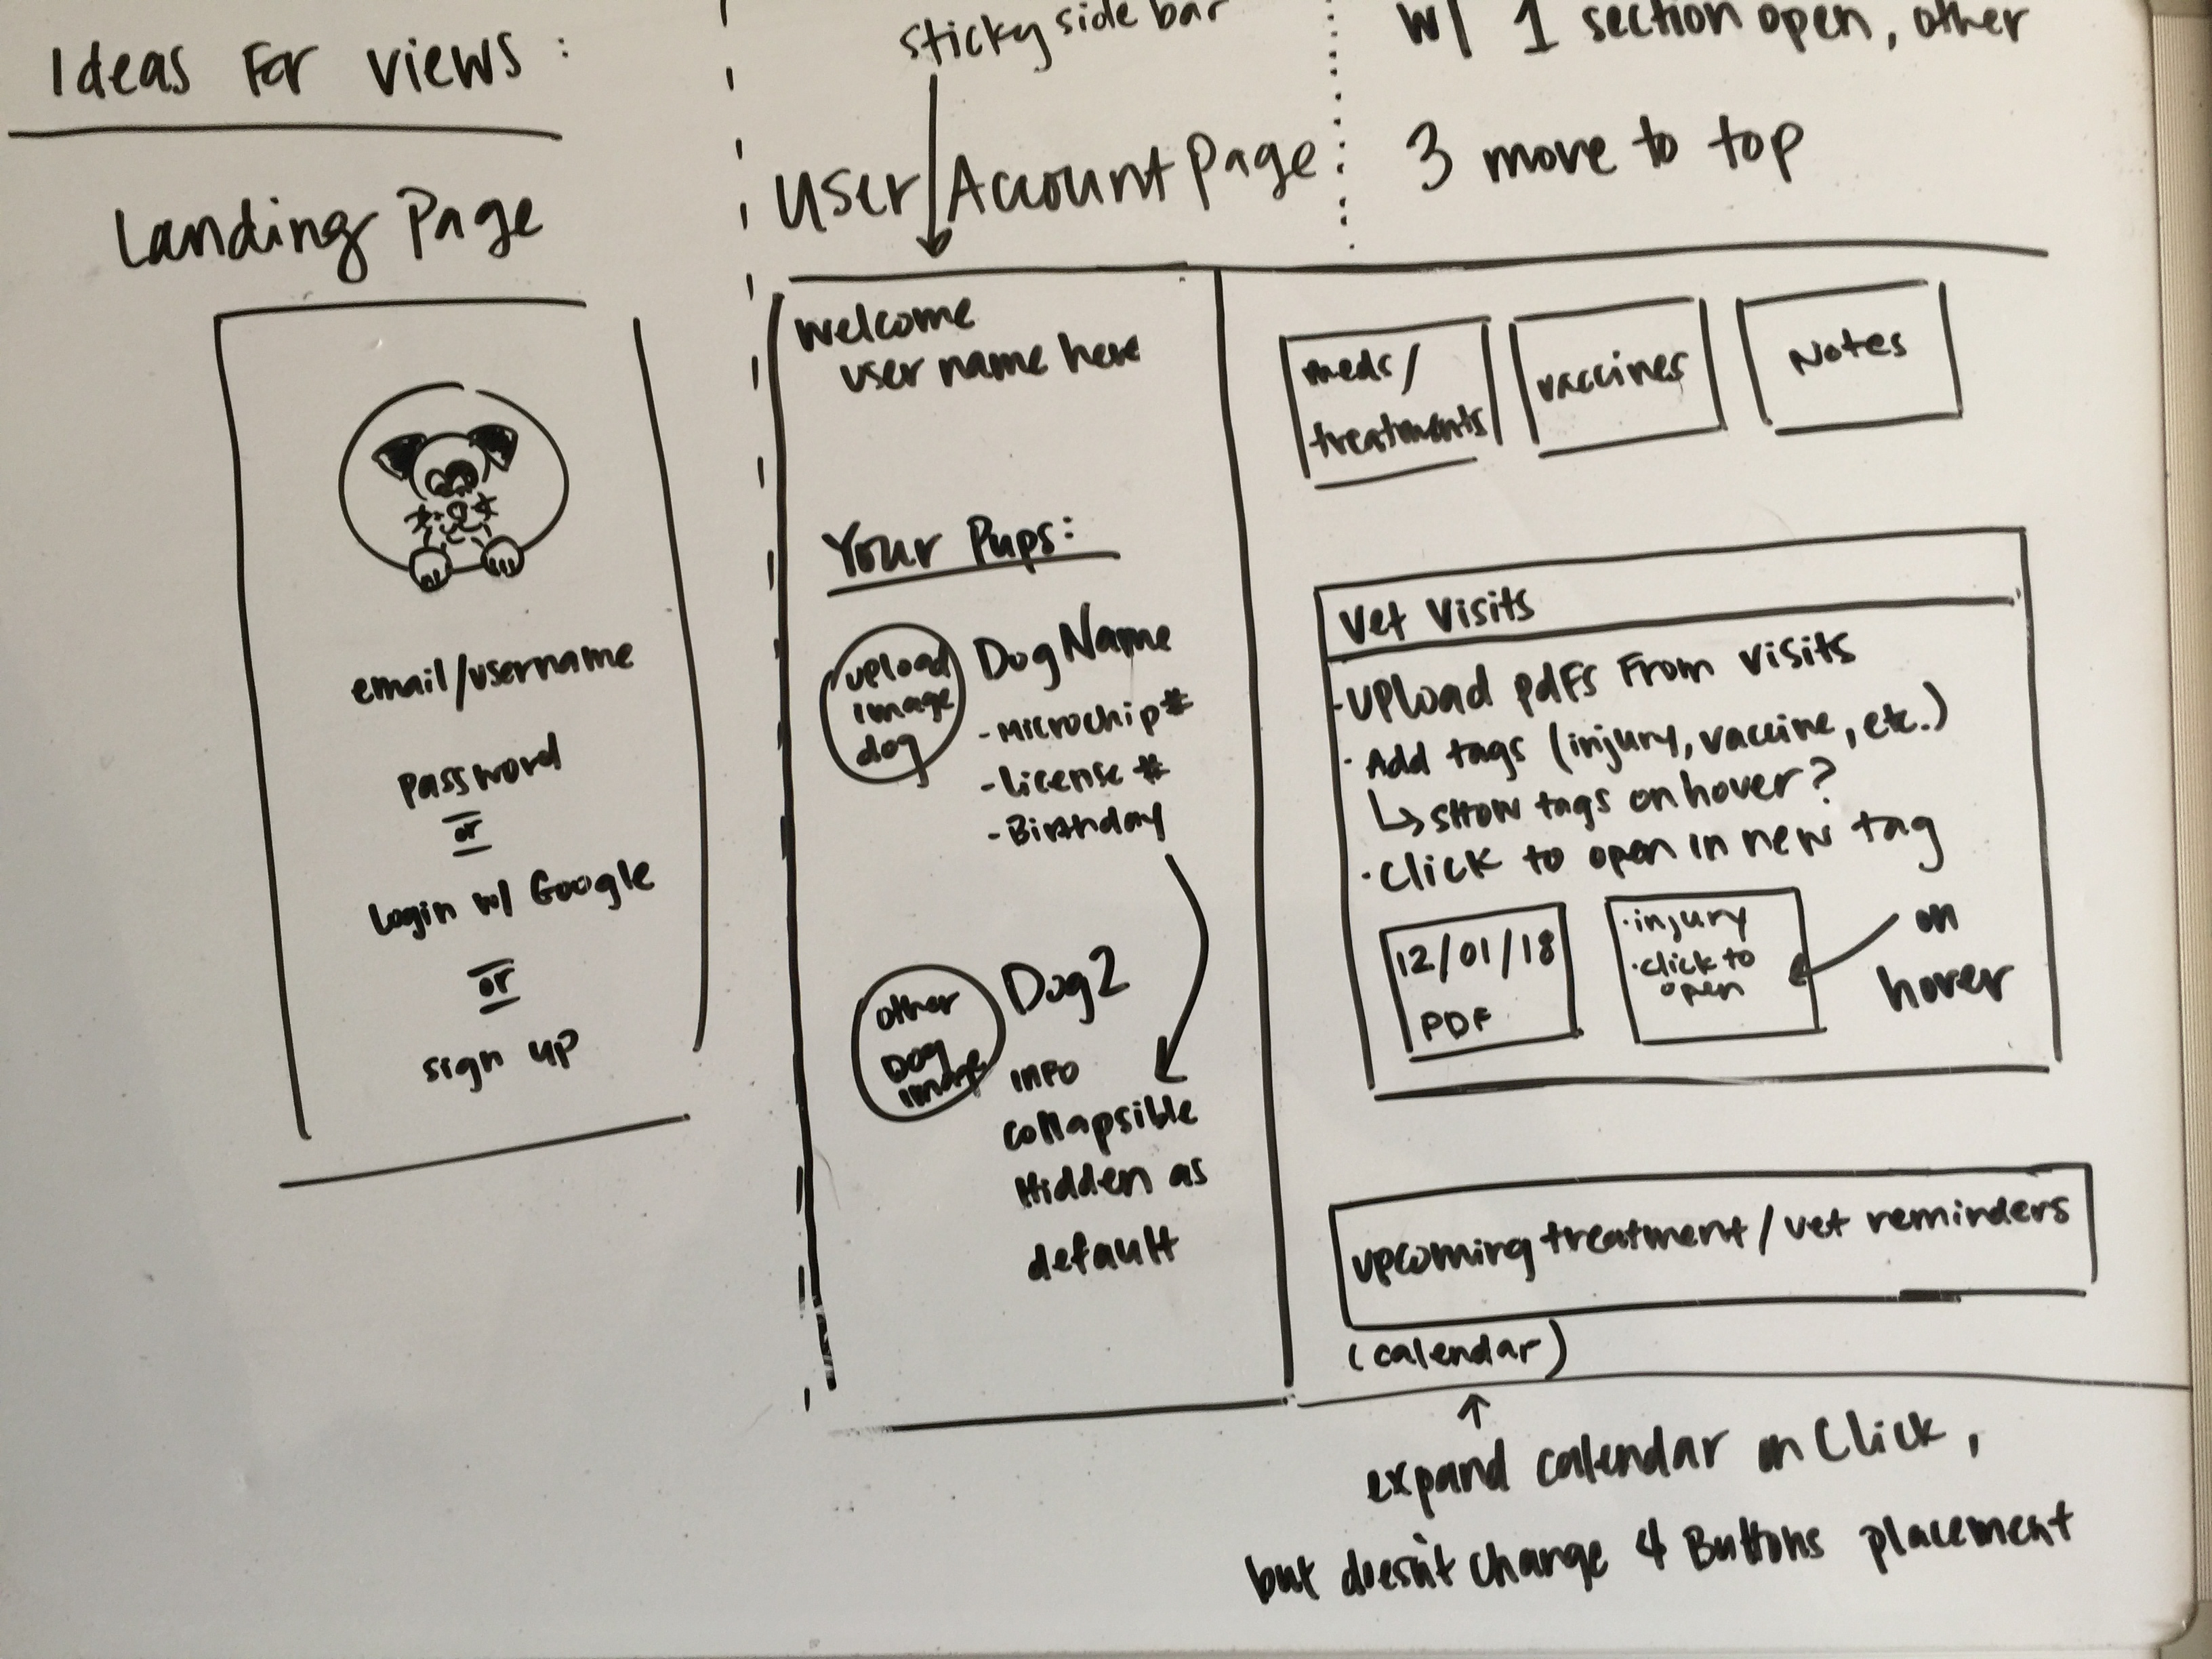 Ideas For views :
Landing Page
email/username
password
or
Login w/ Google
or
sign up
sticky side bar
User/Account Page
Welcome
user name here
Your Pups:
upload
image
dog
Dog Name
- Microchip #
- License #
- Birthday
other
Dog
image
Dog 2
INFO
collapsible
Hidden as
default
w/ 1 section open, other
3 move to top
meds/
treatments
vaccines
Notes
Vet Visits
- Upload pdfs From visits
· Add tags (injury, vaccine, etc.)
↳ show tags on hover?
· Click to open in new tag
12/01/18
PDF
· injury
· click to
open
on
hover
upcoming treatment / vet reminders
(calendar)
expand calendar on Click,
but doesn't change 4 Buttons placement